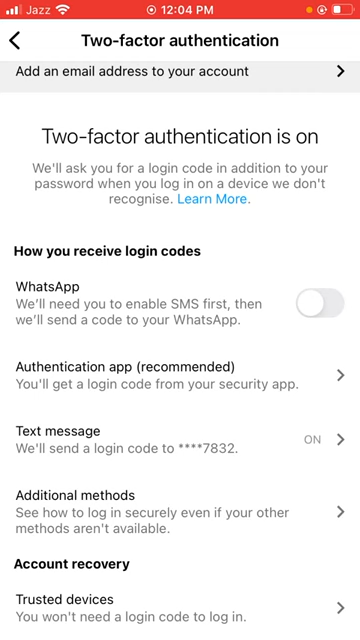 Jazz 12:04 PM
Two-factor authentication
Add an email address to your account
Two-factor authentication is on
We'll ask you for a login code in addition to your
password when you log in on a device we don't
recognise. Learn More.
How you receive login codes
WhatsApp
We'll need you to enable SMS first, then
we'll send a code to your WhatsApp.
Authentication app (recommended)
You'll get a login code from your security app.
Text message
We'll send a login code to ****7832.
ON
Additional methods
See how to log in securely even if your other
methods aren't available.
Account recovery
Trusted devices
You won't need a login code to log in.